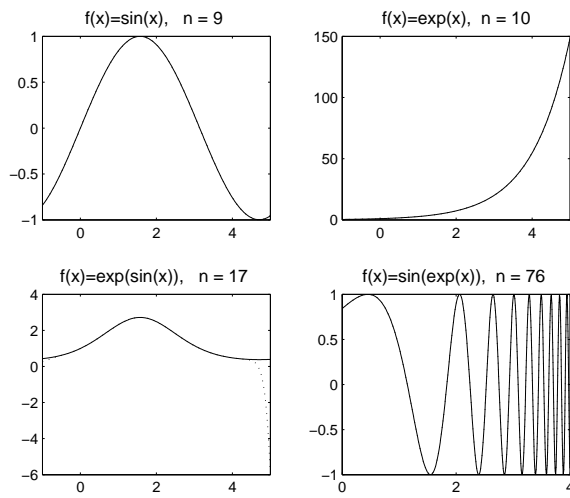 f(x)=sin(x), n = 9
1
0.5
0
−0.5
−1
0 2 4
f(x)=exp(x), n = 10
150
100
50
0
0 2 4
f(x)=exp(sin(x)), n = 17
4
2
0
−2
−4
−6
0 2 4
f(x)=sin(exp(x)), n = 76
1
0.5
0
−0.5
−1
0 2 4